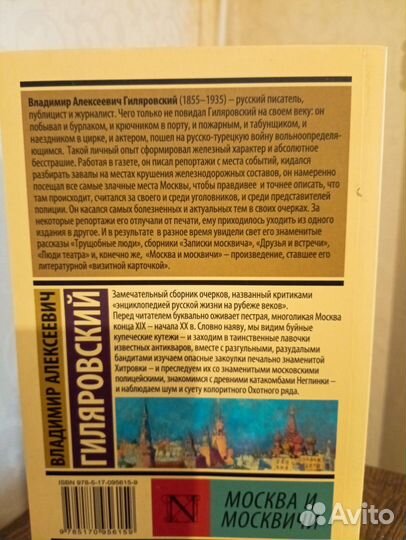 Владимир Алексеевич Гиляровский (1855–1935) – русский писатель,
публицист и журналист. Чего только не повидал Гиляровский на своем веку: он
побывал и бурлаком, и крючником в порту, и пожарным, и табунщиком, и
наездником в цирке, и актером, пошел на русско-турецкую войну вольноопределя-
ющимся. Такой личный опыт сформировал железный характер и абсолютное
бесстрашие. Работая в газете, он писал репортажи с места событий, кидался
разбирать завалы на местах крушения железнодорожных составов, он намеренно
посещал все самые злачные места Москвы, чтобы правдивее и точнее описать, что
там происходит, считался за своего и среди уголовников, и среди представителей
полиции. Он касался самых болезненных и актуальных тем в своих очерках. За
некоторые репортажи его отлучали от печати, ему приходилось уходить из одного
издания в другое. И в результате в разное время увидели свет его знаменитые
рассказы «Трущобные люди», сборники «Записки москвича», «Друзья и встречи»,
«Люди театра» и, конечно же, «Москва и москвичи» – произведение, ставшее его
литературной «визитной карточкой».
ВЛАДИМИР АЛЕКСЕЕВИЧ
ГИЛЯРОВСКИЙ
Замечательный сборник очерков, названный критиками
«энциклопедией русской жизни на рубеже веков».
Перед читателем буквально оживает пестрая, многоликая Москва
конца XIX – начала XX в. Словно наяву, мы видим буйные
купеческие кутежи – и заходим в таинственные лавочки
известных антикваров, вместе с разгульными, разудалыми
бандитами изучаем опасные закоулки печально знаменитой
Хитровки – и преследуем их со знаменитыми московскими
полицейскими, знакомимся с древними катакомбами Неглинки –
и наблюдаем шум и суету колоритного Охотного ряда.
ISBN 978-5-17-095615-9
9 785170 956159
МОСКВА И
МОСКВИЧИ
Avito